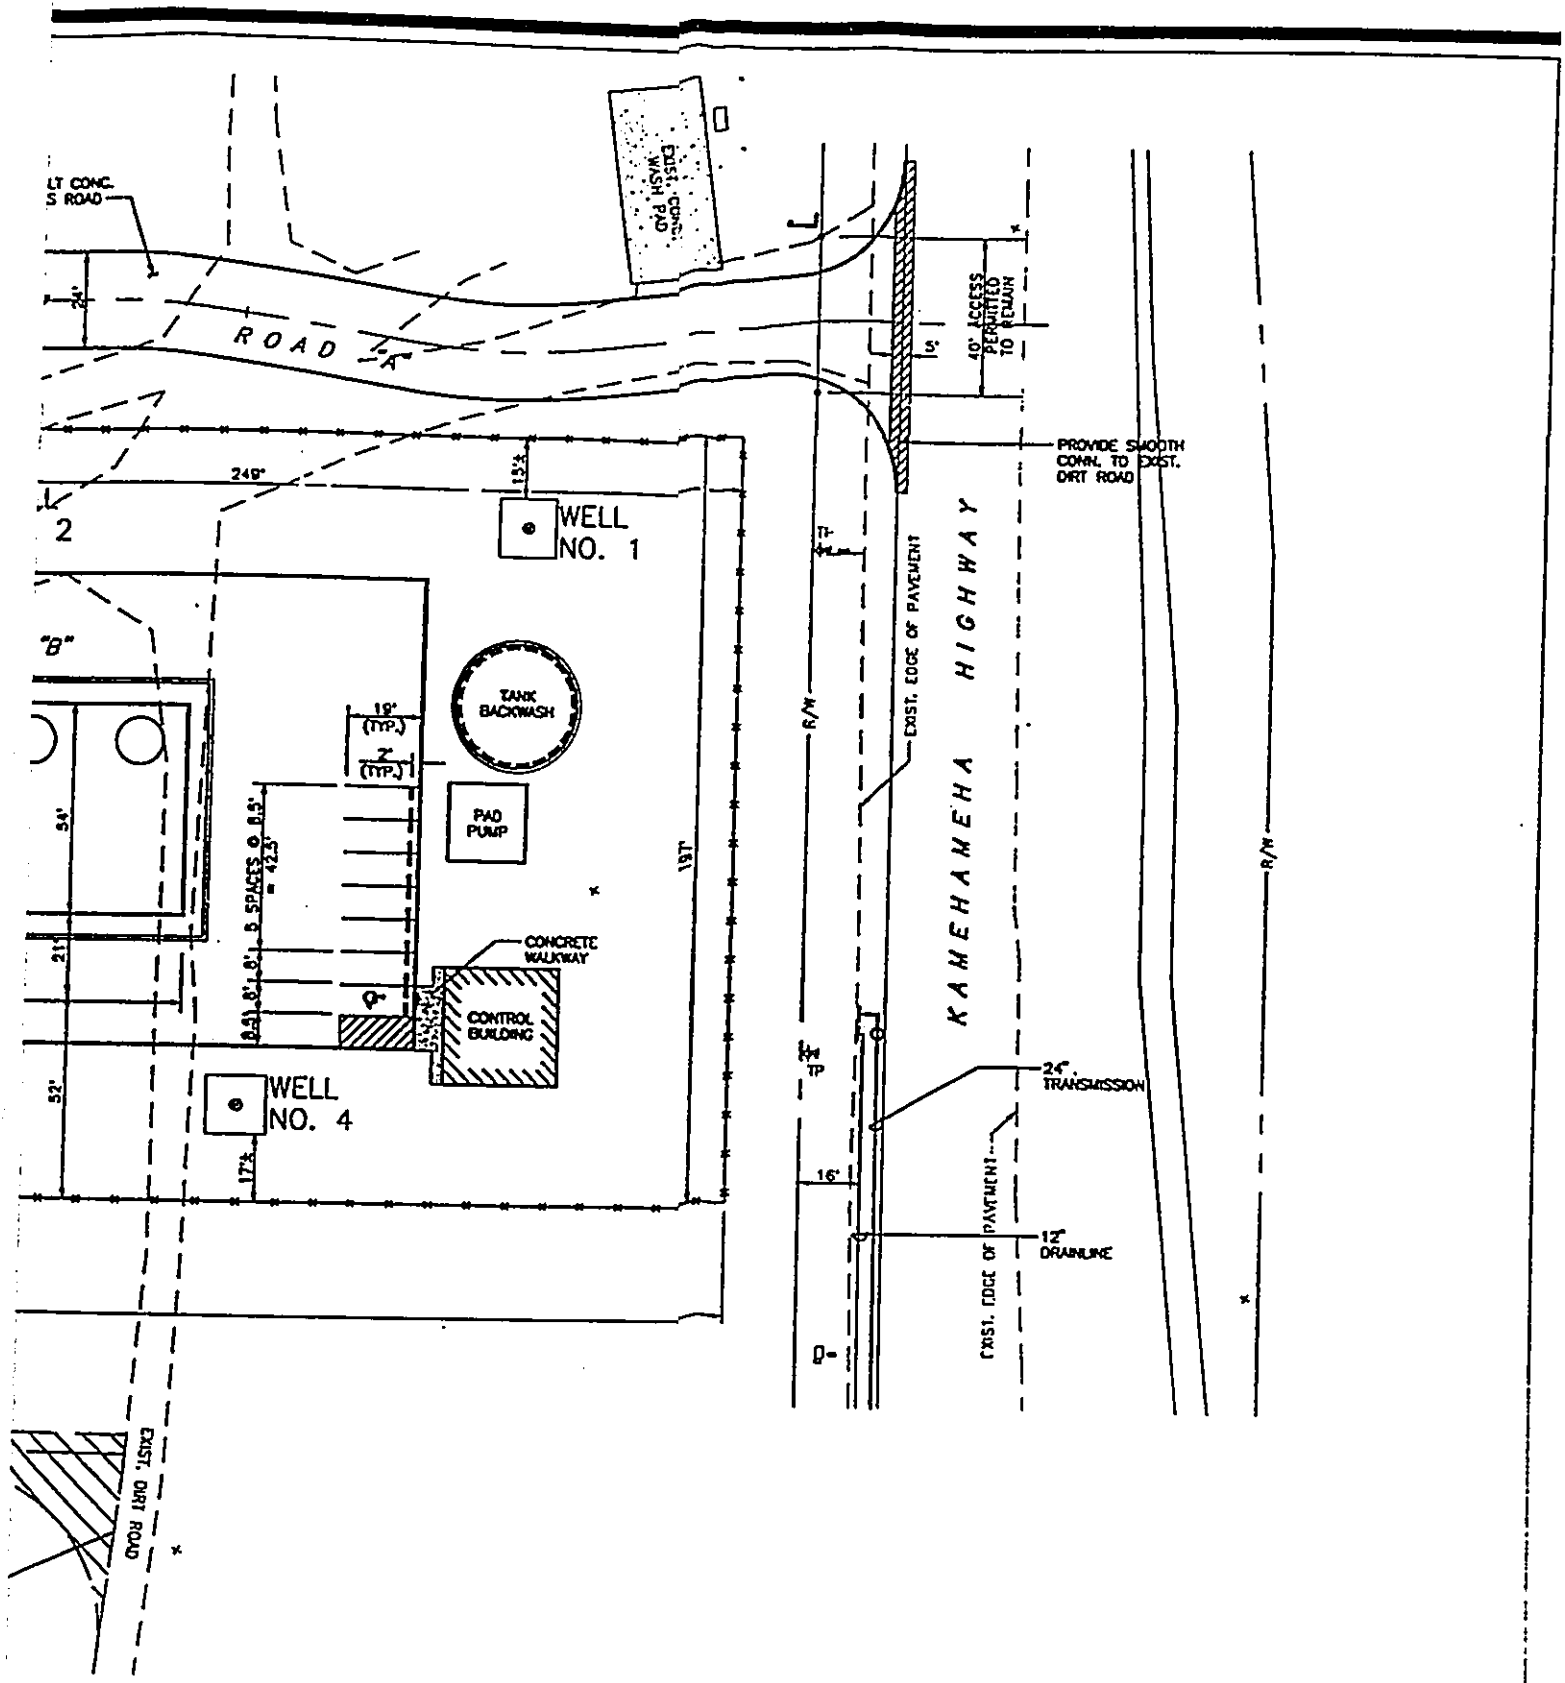 LT CONC.
S ROAD
EXIST. CONC.
WASH PAD
24'
ROAD "A"
5'
40' ACCESS
PERMITTED
TO REMAIN
PROVIDE SMOOTH
CONN. TO EXIST.
DIRT ROAD
249'
15'±
2
WELL
NO. 1
TP
EXIST. EDGE OF PAVEMENT
KAMEHAMEHA HIGHWAY
"B"
TANK
BACKWASH
19'
(TYP.)
2'
(TYP.)
R/W
R/W
PAD
PUMP
54'
5 SPACES @ 8.5'
= 42.5'
197'
21'
8'
8'
8.5'
CONCRETE
WALKWAY
CONTROL
BUILDING
TP
24"
TRANSMISSION
52'
WELL
NO. 4
17'±
16'
EXIST. EDGE OF PAVEMENT
12"
DRAINLINE
EXIST. DIRT ROAD